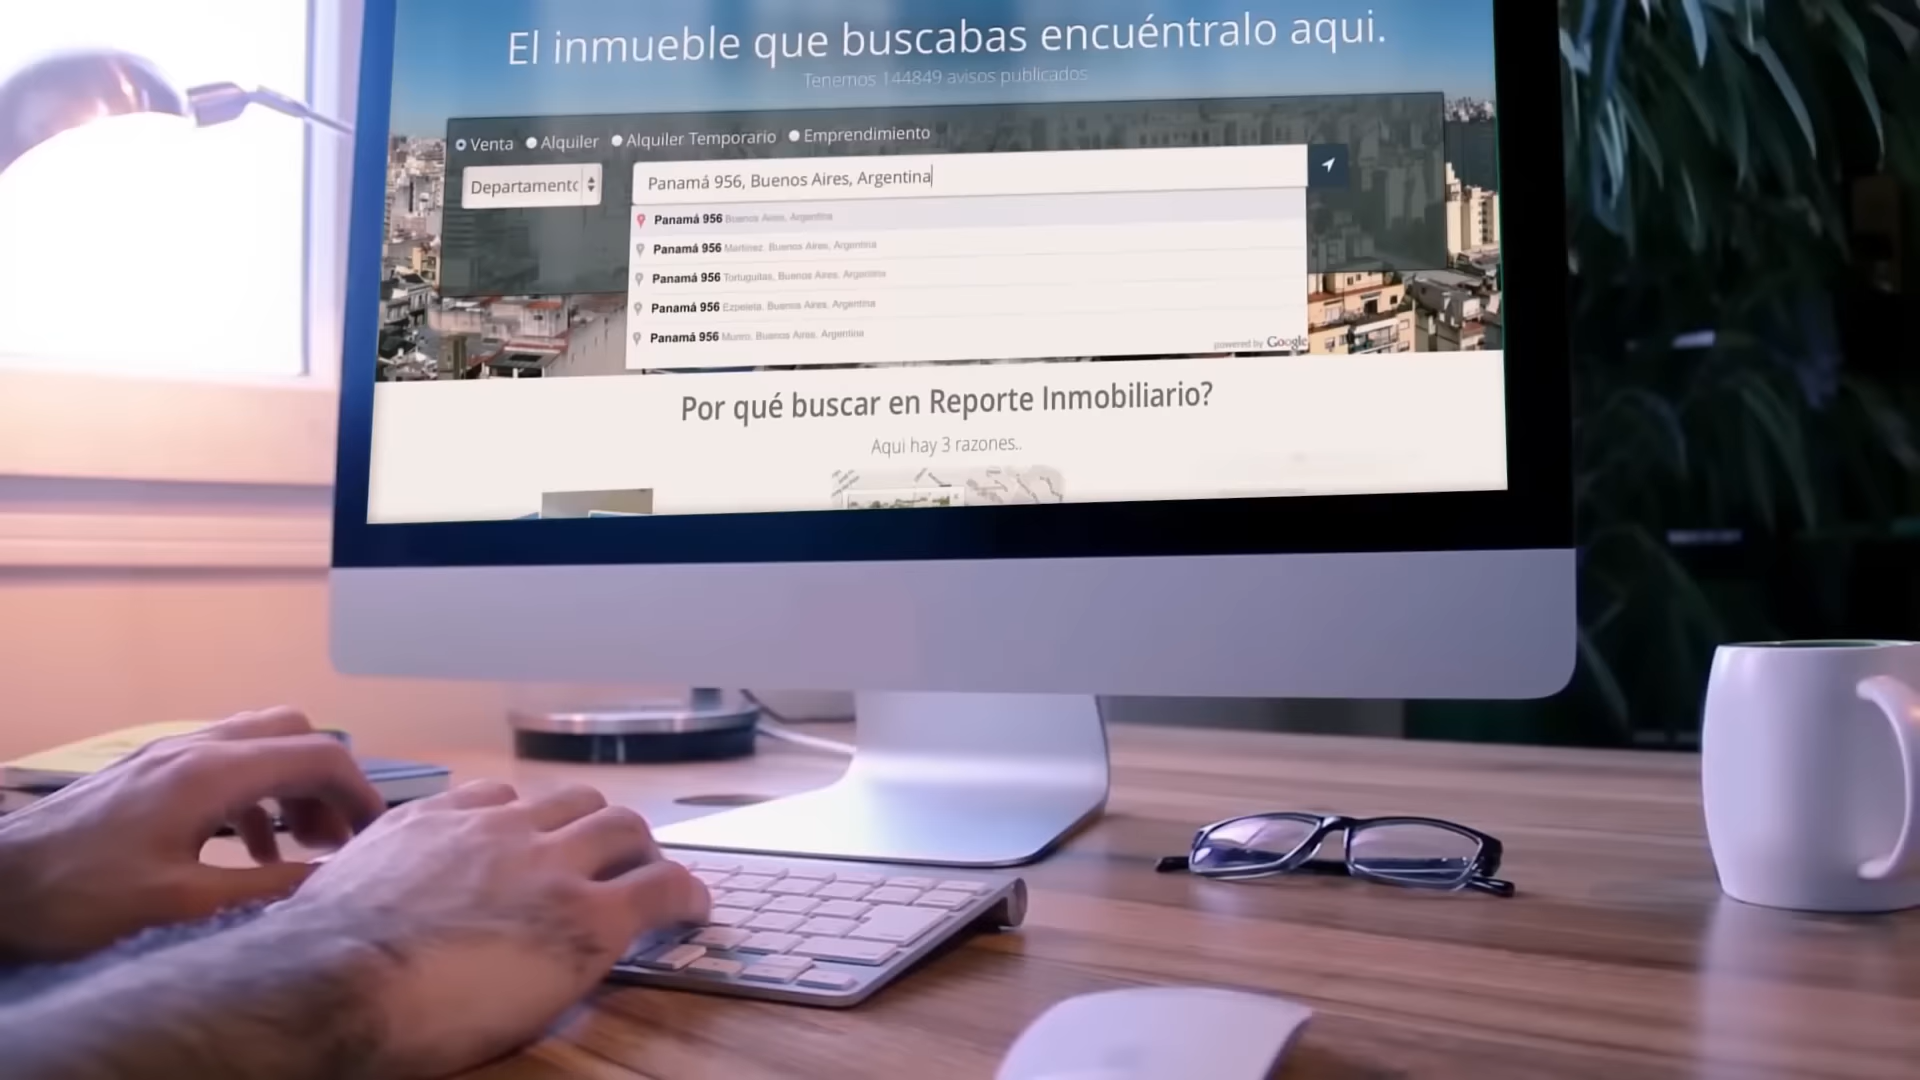 El inmueble que buscabas encuéntralo aqui.
Tenemos 144849 avisos publicados
Venta Alquiler Alquiler Temporario Emprendimiento
Departamento Panamá 956, Buenos Aires, Argentina
Panamá 956 Buenos Aires, Argentina
Panamá 956 Martínez, Buenos Aires, Argentina
Panamá 956 Tortuguitas, Buenos Aires, Argentina
Panamá 956 Ezpeleta, Buenos Aires, Argentina
Panamá 956 Munro, Buenos Aires, Argentina
powered by Google
Por qué buscar en Reporte Inmobiliario?
Aqui hay 3 razones..